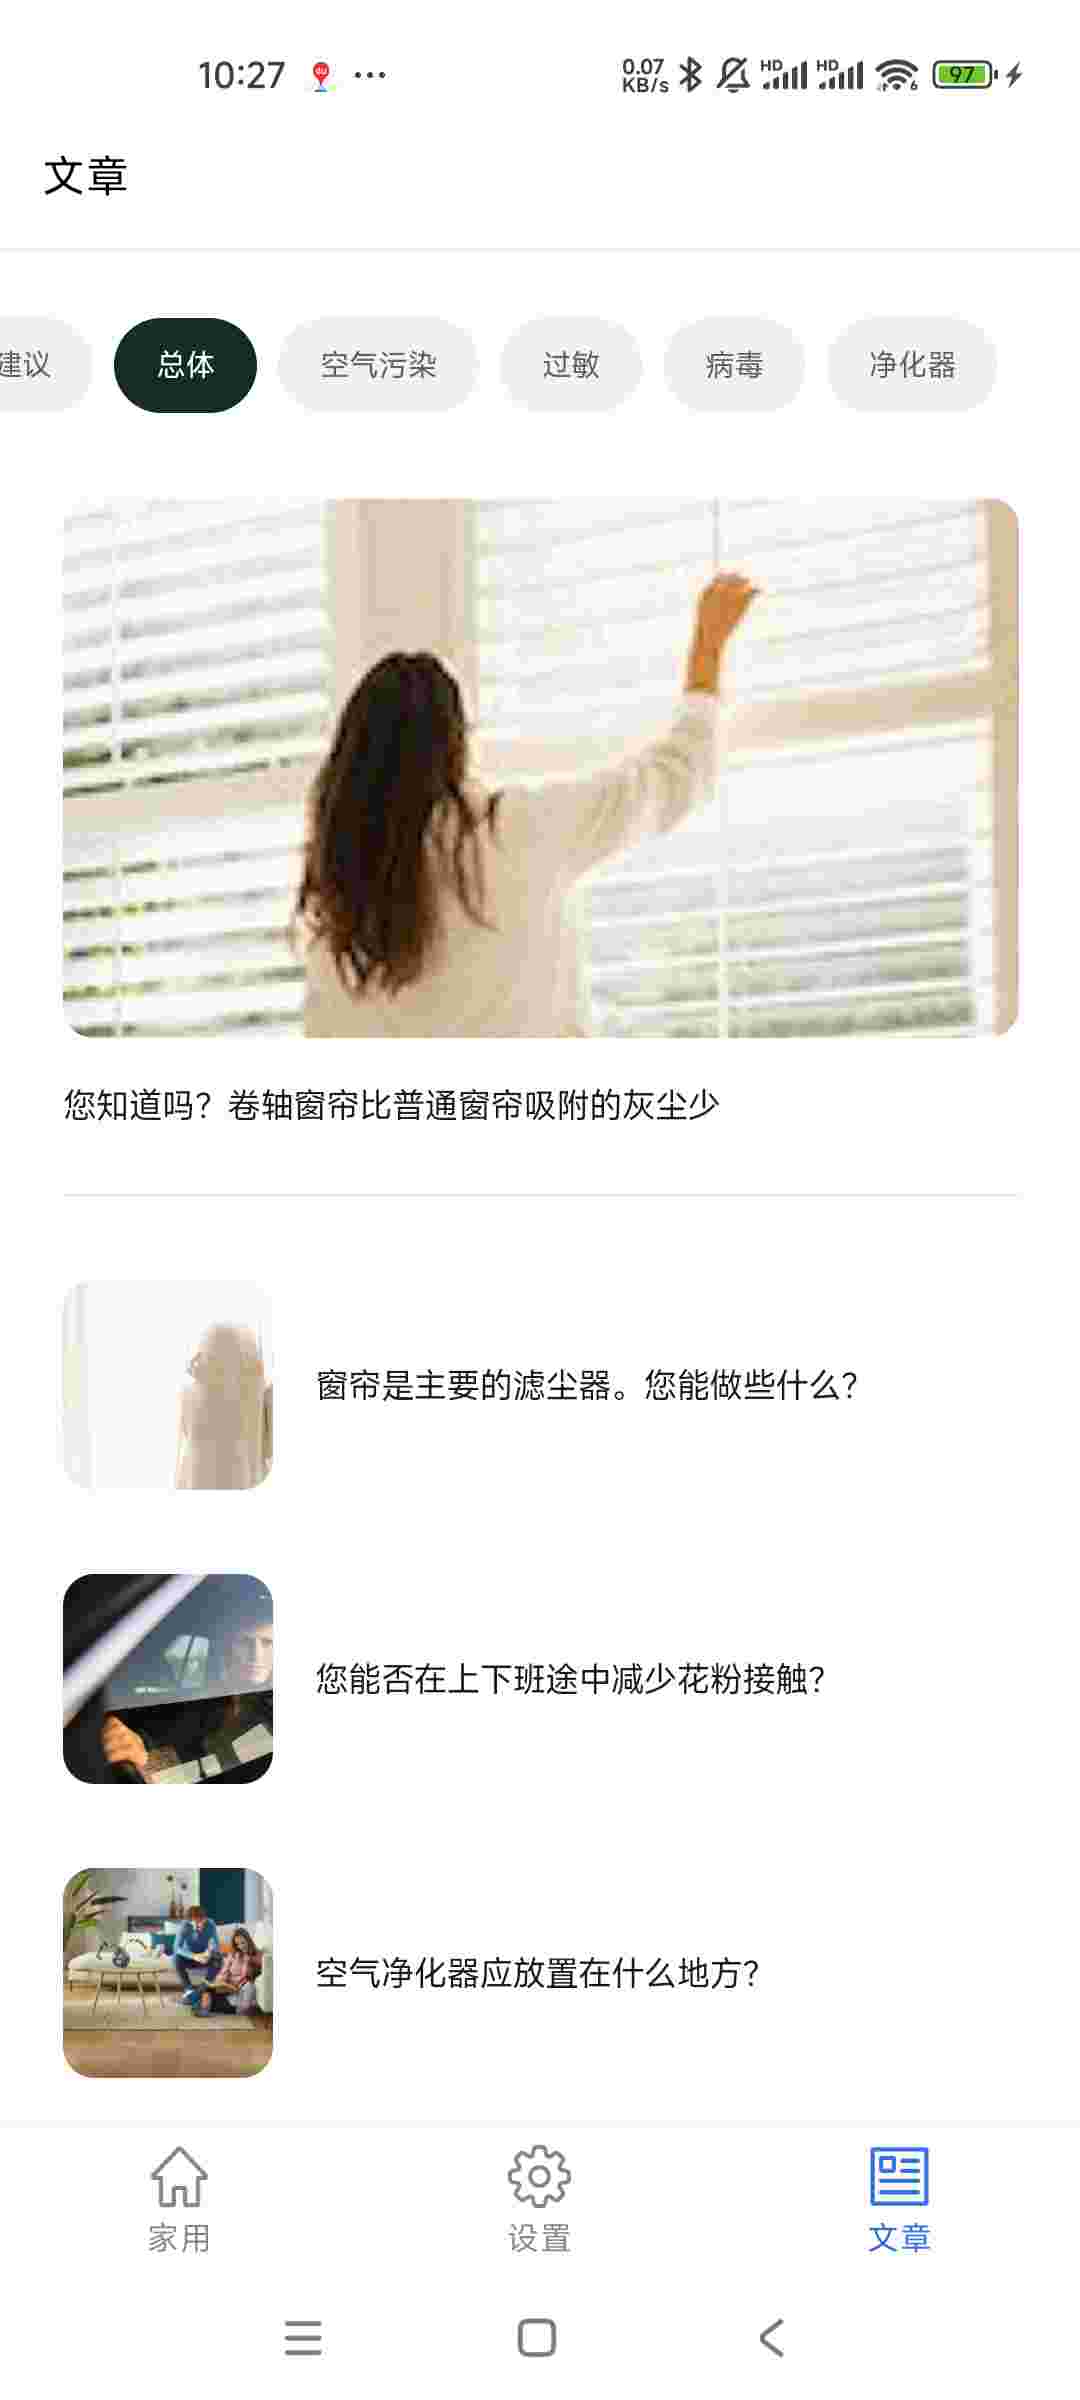 10:27
0.07 KB/s
HD
HD
6
97
文章
建议
总体
空气污染
过敏
病毒
净化器
您知道吗？卷轴窗帘比普通窗帘吸附的灰尘少
窗帘是主要的滤尘器。您能做些什么？
您能否在上下班途中减少花粉接触？
空气净化器应放置在什么地方？
家用
设置
文章